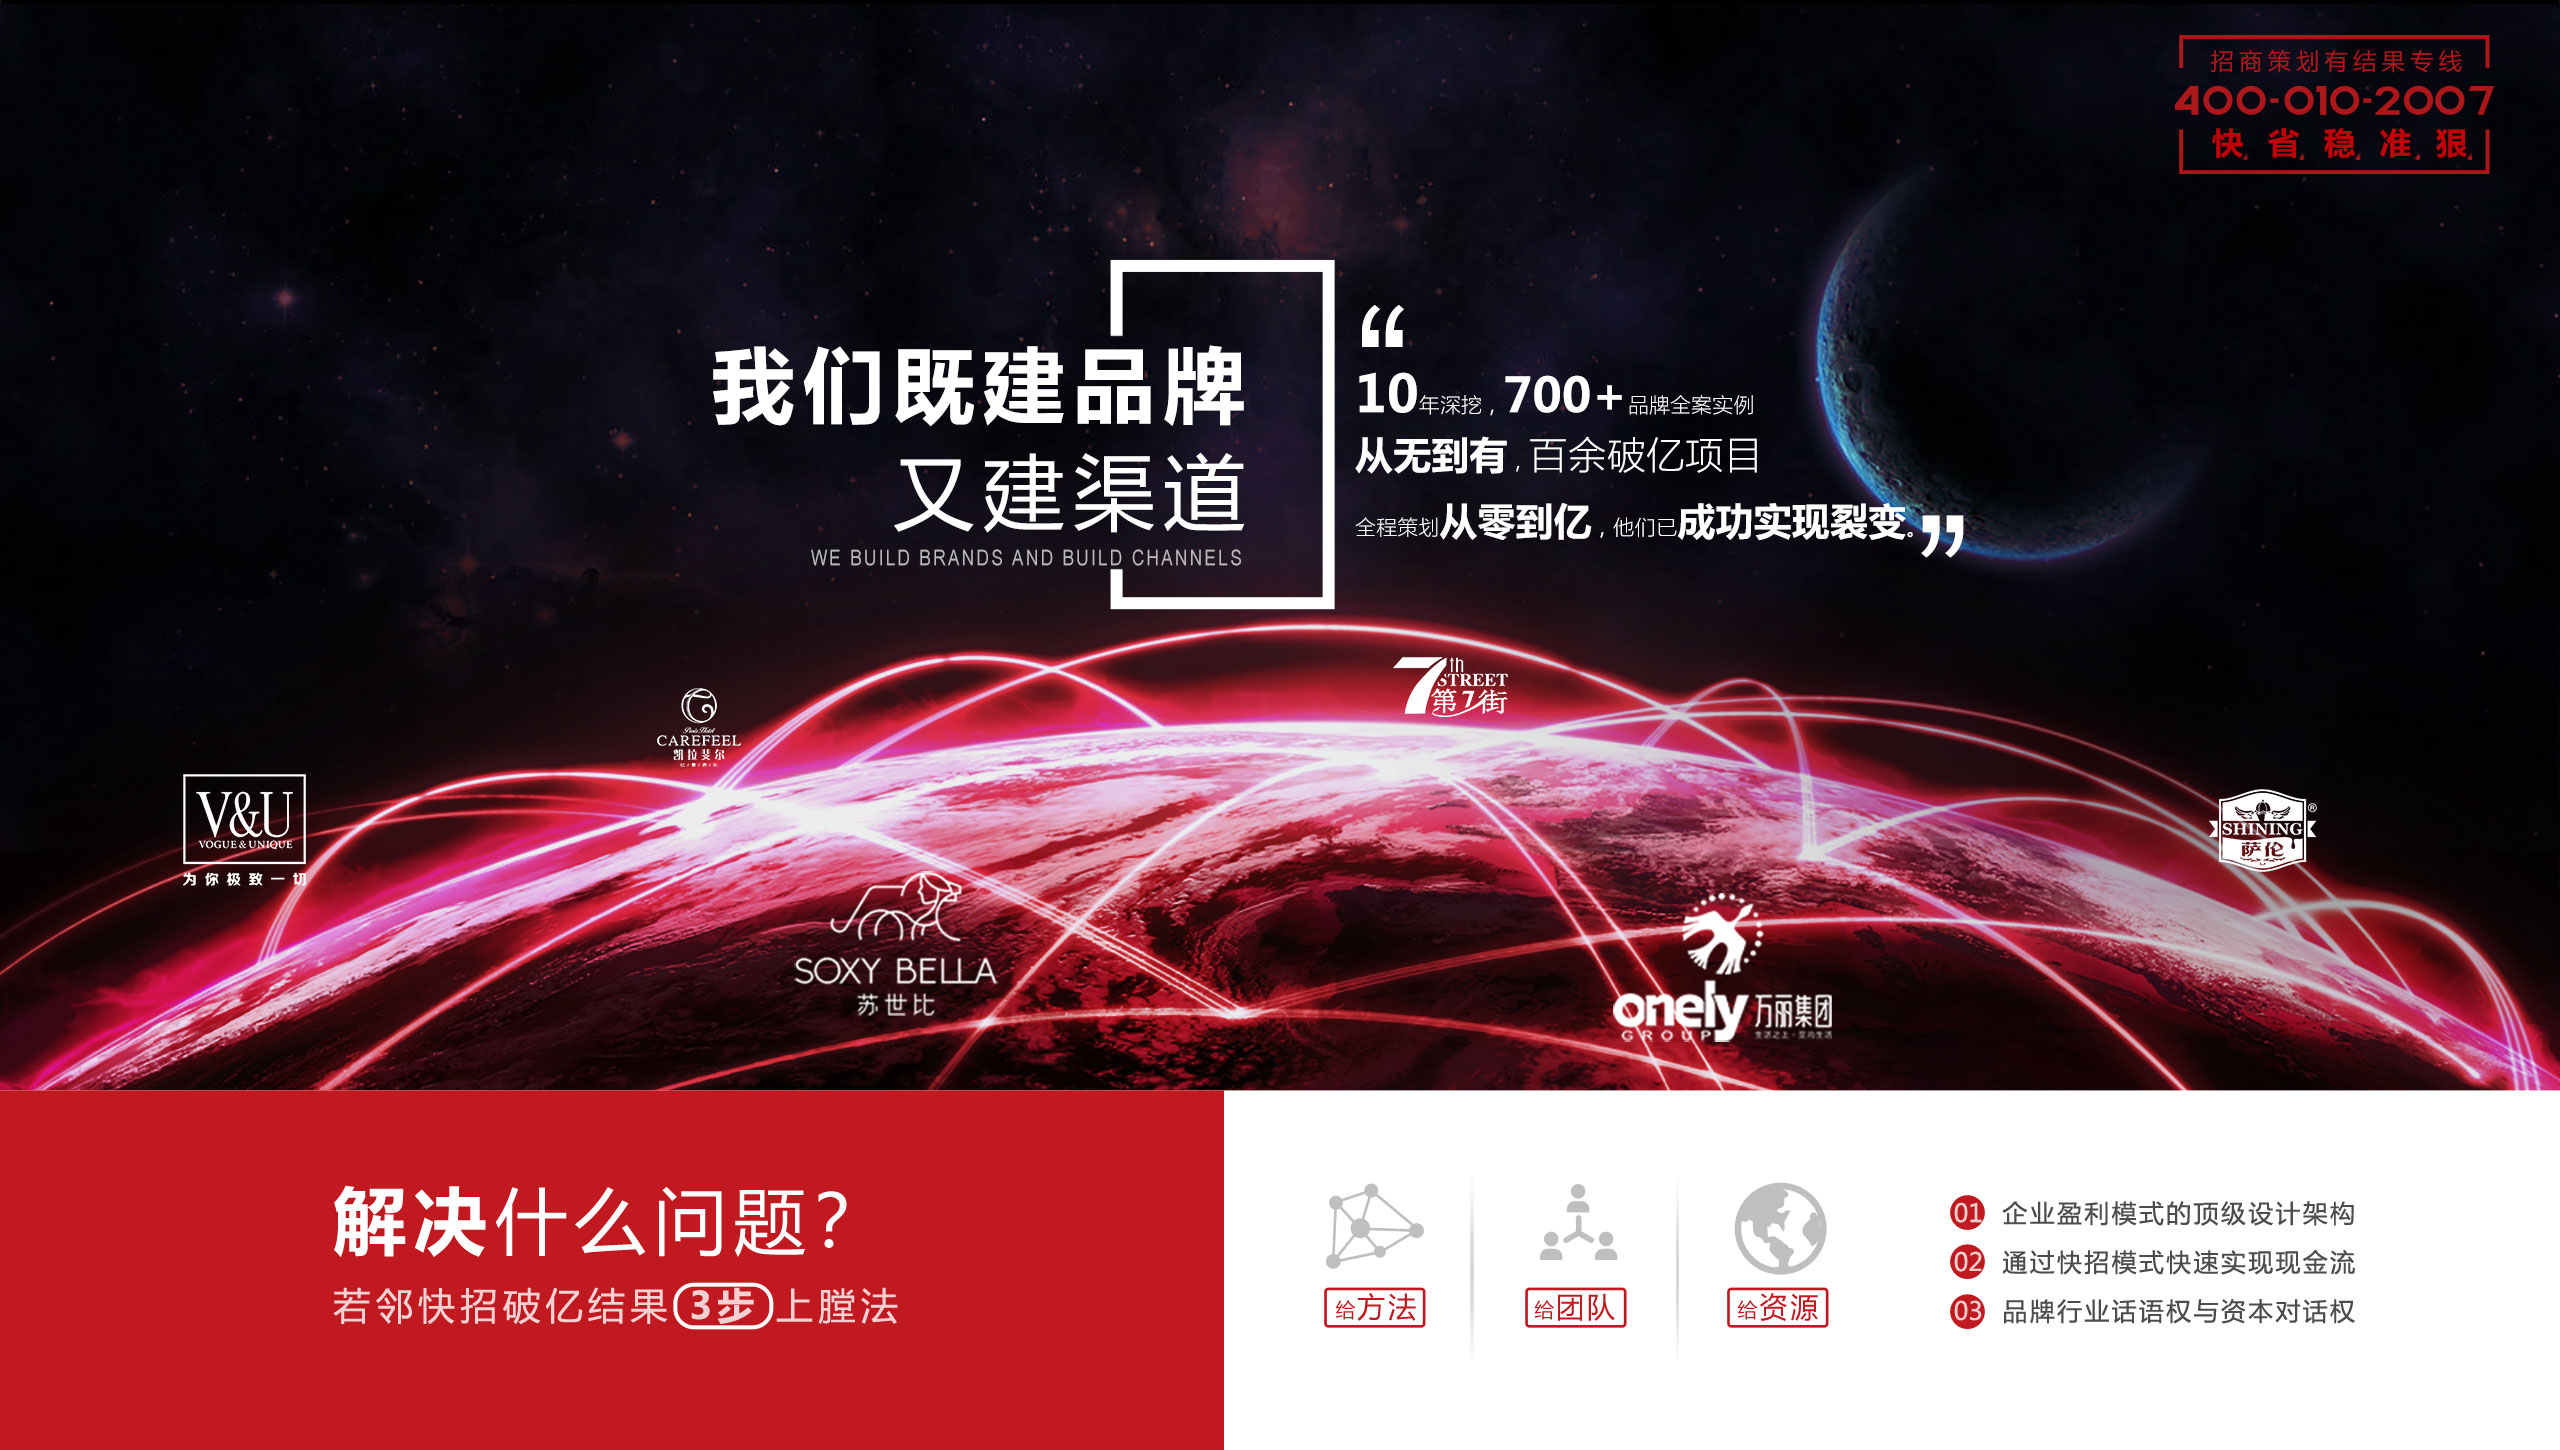 招商策划有结果专线
400-010-2007
快.省.稳.准.狠.
我们既建品牌
又建渠道
WE BUILD BRANDS AND BUILD CHANNELS
“
10年深挖，700+品牌全案实例
从无到有，百余破亿项目
全程策划从零到亿，他们已成功实现裂变。”
7th STREET
第7街
CAREFEEL
凯拉斐尔
V&U
VOGUE & UNIQUE
为你极致一切
SHINING®
萨伦
SOXY BELLA
苏世比
onely 万丽集团
GROUP
解决什么问题？
若邻快招破亿结果3步上膛法
给方法
给团队
给资源
01 企业盈利模式的顶级设计架构
02 通过快招模式快速实现现金流
03 品牌行业话语权与资本对话权